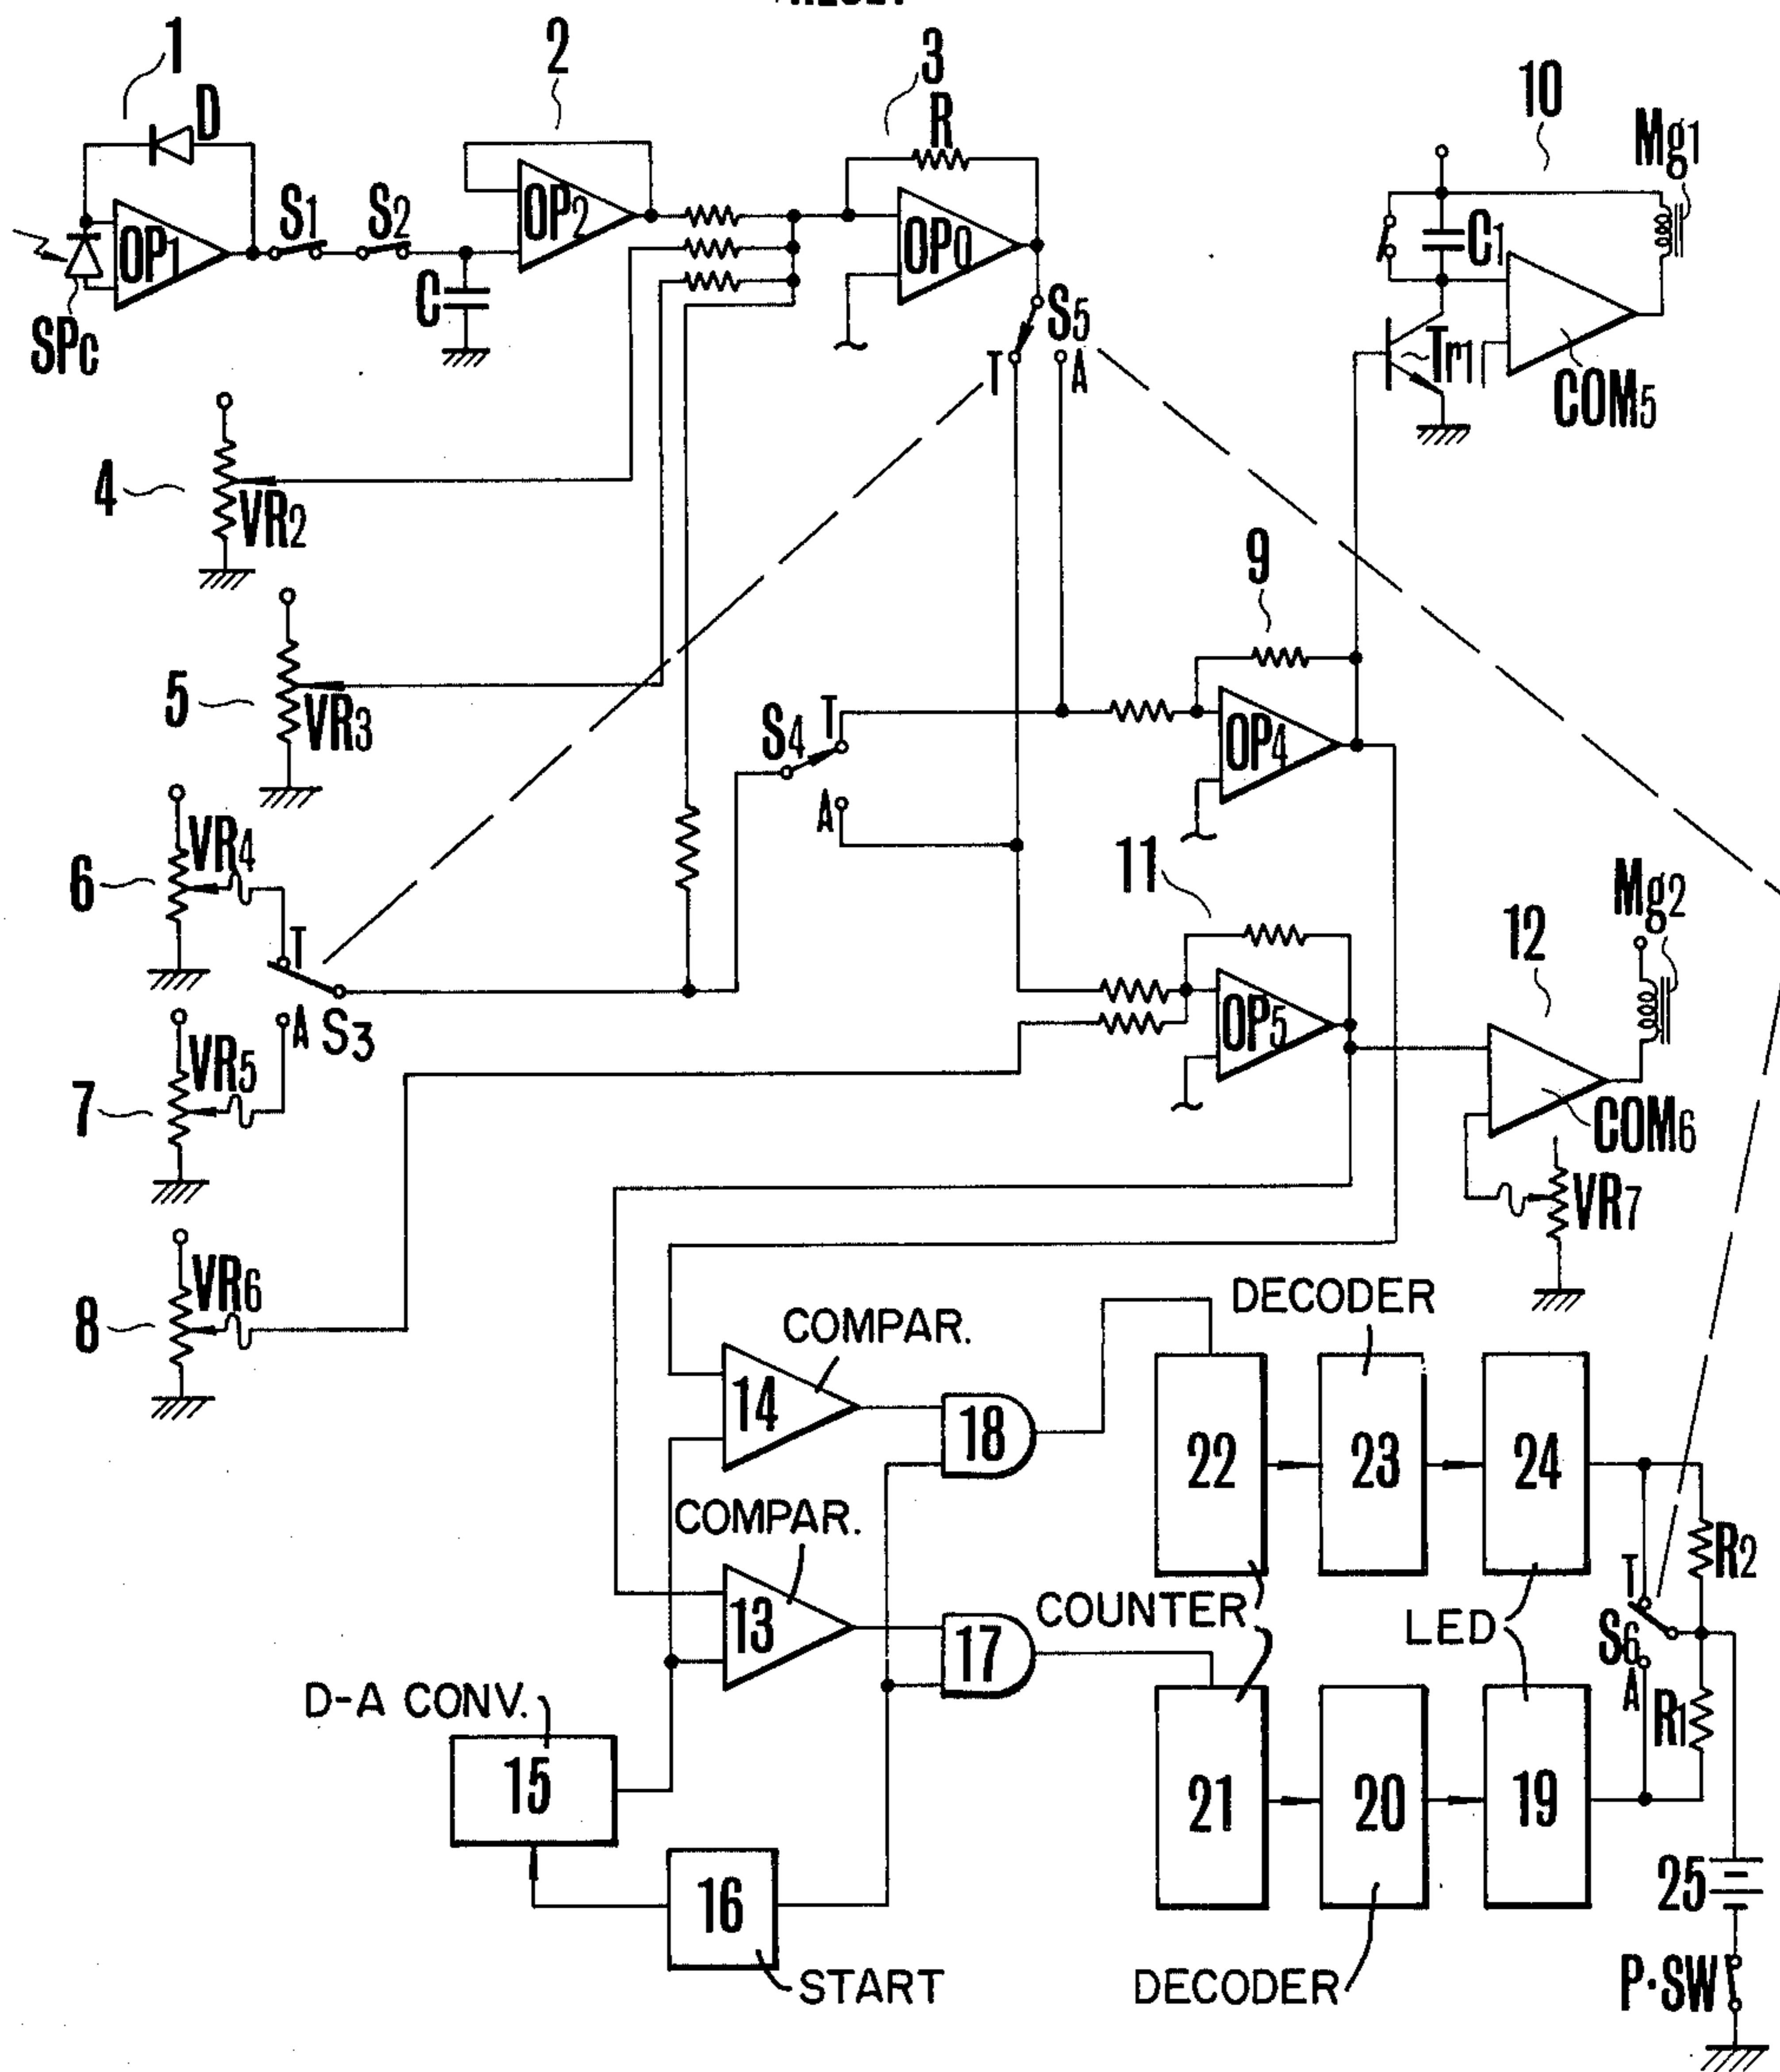 1
2
3
D
R
10
Mg1
OP1
S1
S2
OP2
OP0
C
SPC
C1
S5
T
A
Tr1
COM5
4
VR2
9
5
VR3
S4
T
OP4
A
6
VR4
11
T
12
Mg2
A
S3
OP5
7
VR5
COM6
VR7
8
VR6
DECODER
COMPAR.
14
18
22
23
24
COMPAR.
R2
T
COUNTER
LED
S6
13
17
A
R1
D-A CONV.
15
21
20
19
16
25
START
DECODER
P·SW